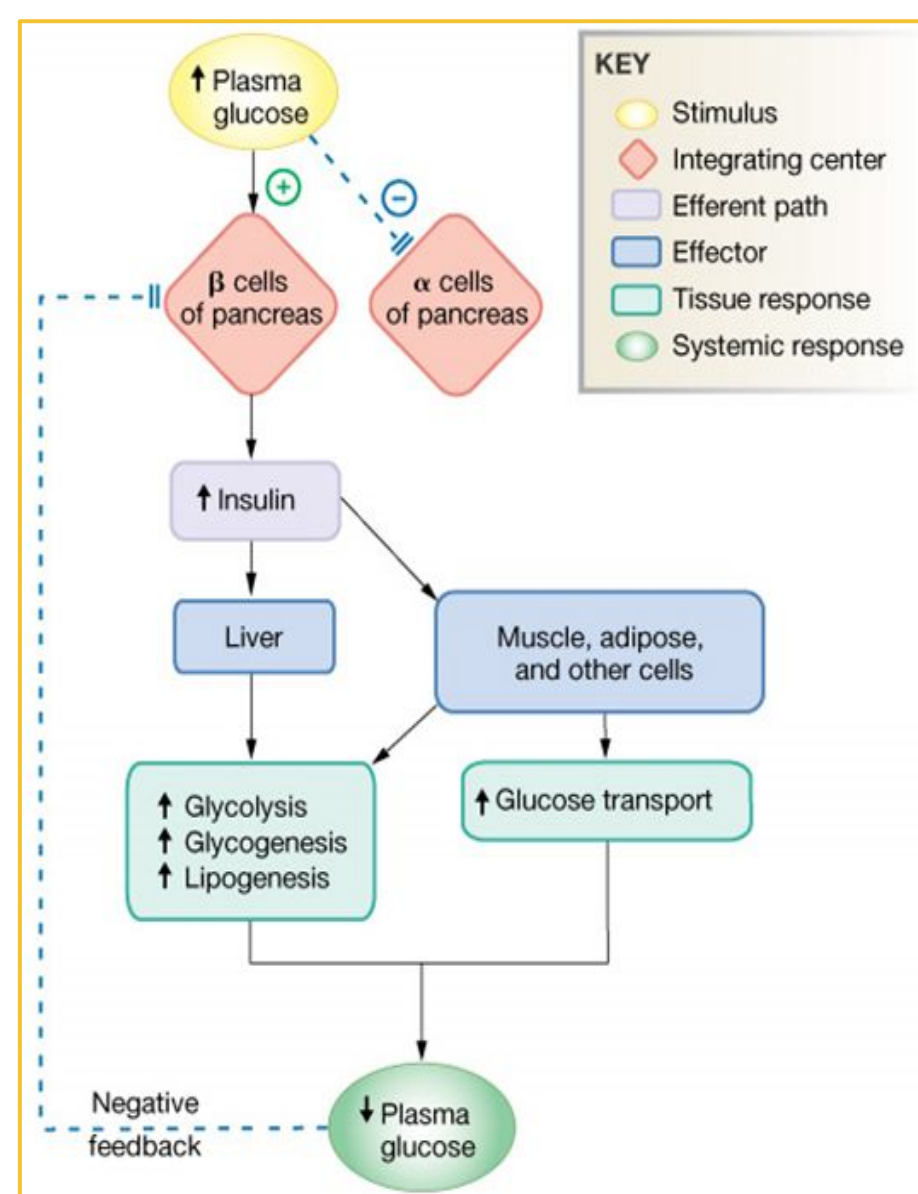 ↑ Plasma
glucose
+
−
β cells
of pancreas
α cells
of pancreas
↑ Insulin
Liver
Muscle, adipose,
and other cells
↑ Glycolysis
↑ Glycogenesis
↑ Lipogenesis
↑ Glucose transport
Negative
feedback
↓ Plasma
glucose
KEY
Stimulus
Integrating center
Efferent path
Effector
Tissue response
Systemic response